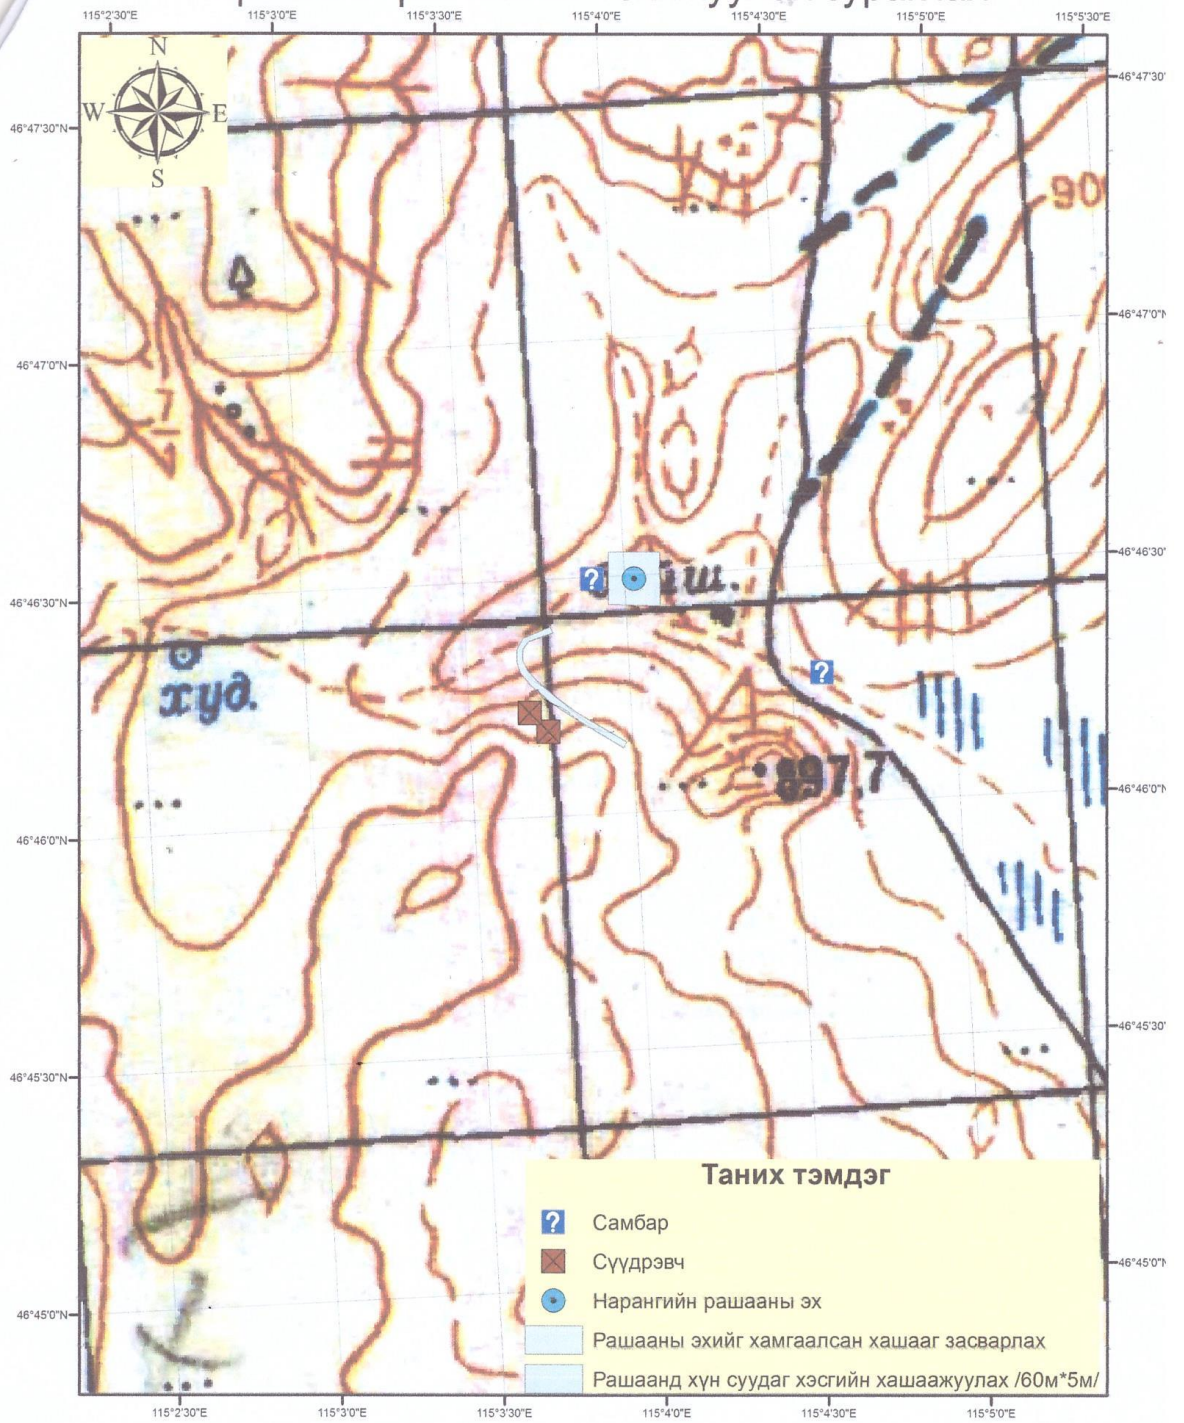 115°2'30"E 115°3'0"E 115°3'30"E 115°4'0"E 115°4'30"E 115°5'0"E 115°5'30"E
N
W E
S
46°47'30"N
46°47'30"
90
46°47'0"N
46°47'0"N
7
4
46°46'30"N
46°46'30"N
иш.
худ.
897,7
46°46'0"N
46°46'0"N
46°45'30"N
46°45'30"N
Таних тэмдэг
Самбар
Сүүдрэвч
46°45'0"N
Нарангийн рашааны эх
46°45'0"N
Рашааны эхийг хамгаалсан хашааг засварлах
Рашаанд хүн суудаг хэсгийн хашаажуулах /60м*5м/
115°2'30"E 115°3'0"E 115°3'30"E 115°4'0"E 115°4'30"E 115°5'0"E